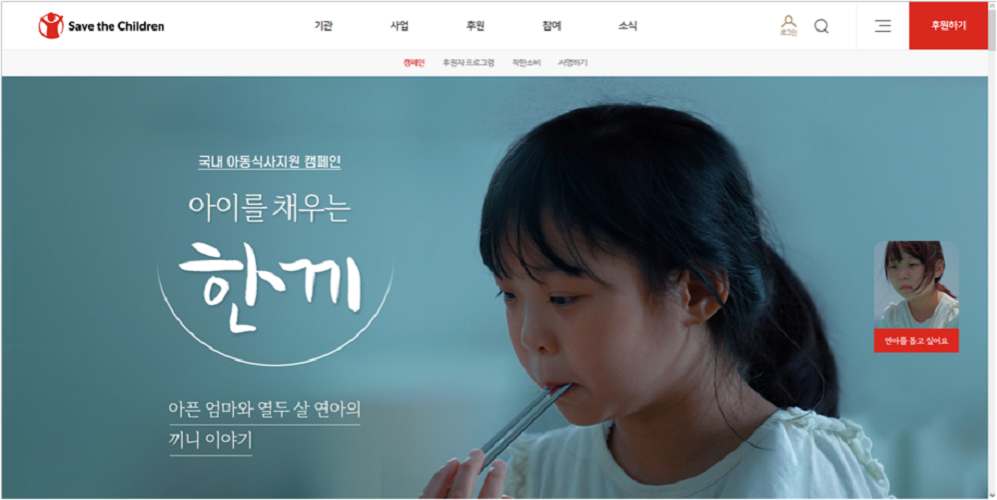 Save the Children
기관
사업
후원
참여
소식
로그인
후원하기
캠페인
후원자 프로그램
착한소비
서명하기
국내 아동식사지원 캠페인
아이를 채우는
한끼
아픈 엄마와 열두 살 연아의
끼니 이야기
연아를 돕고 싶어요